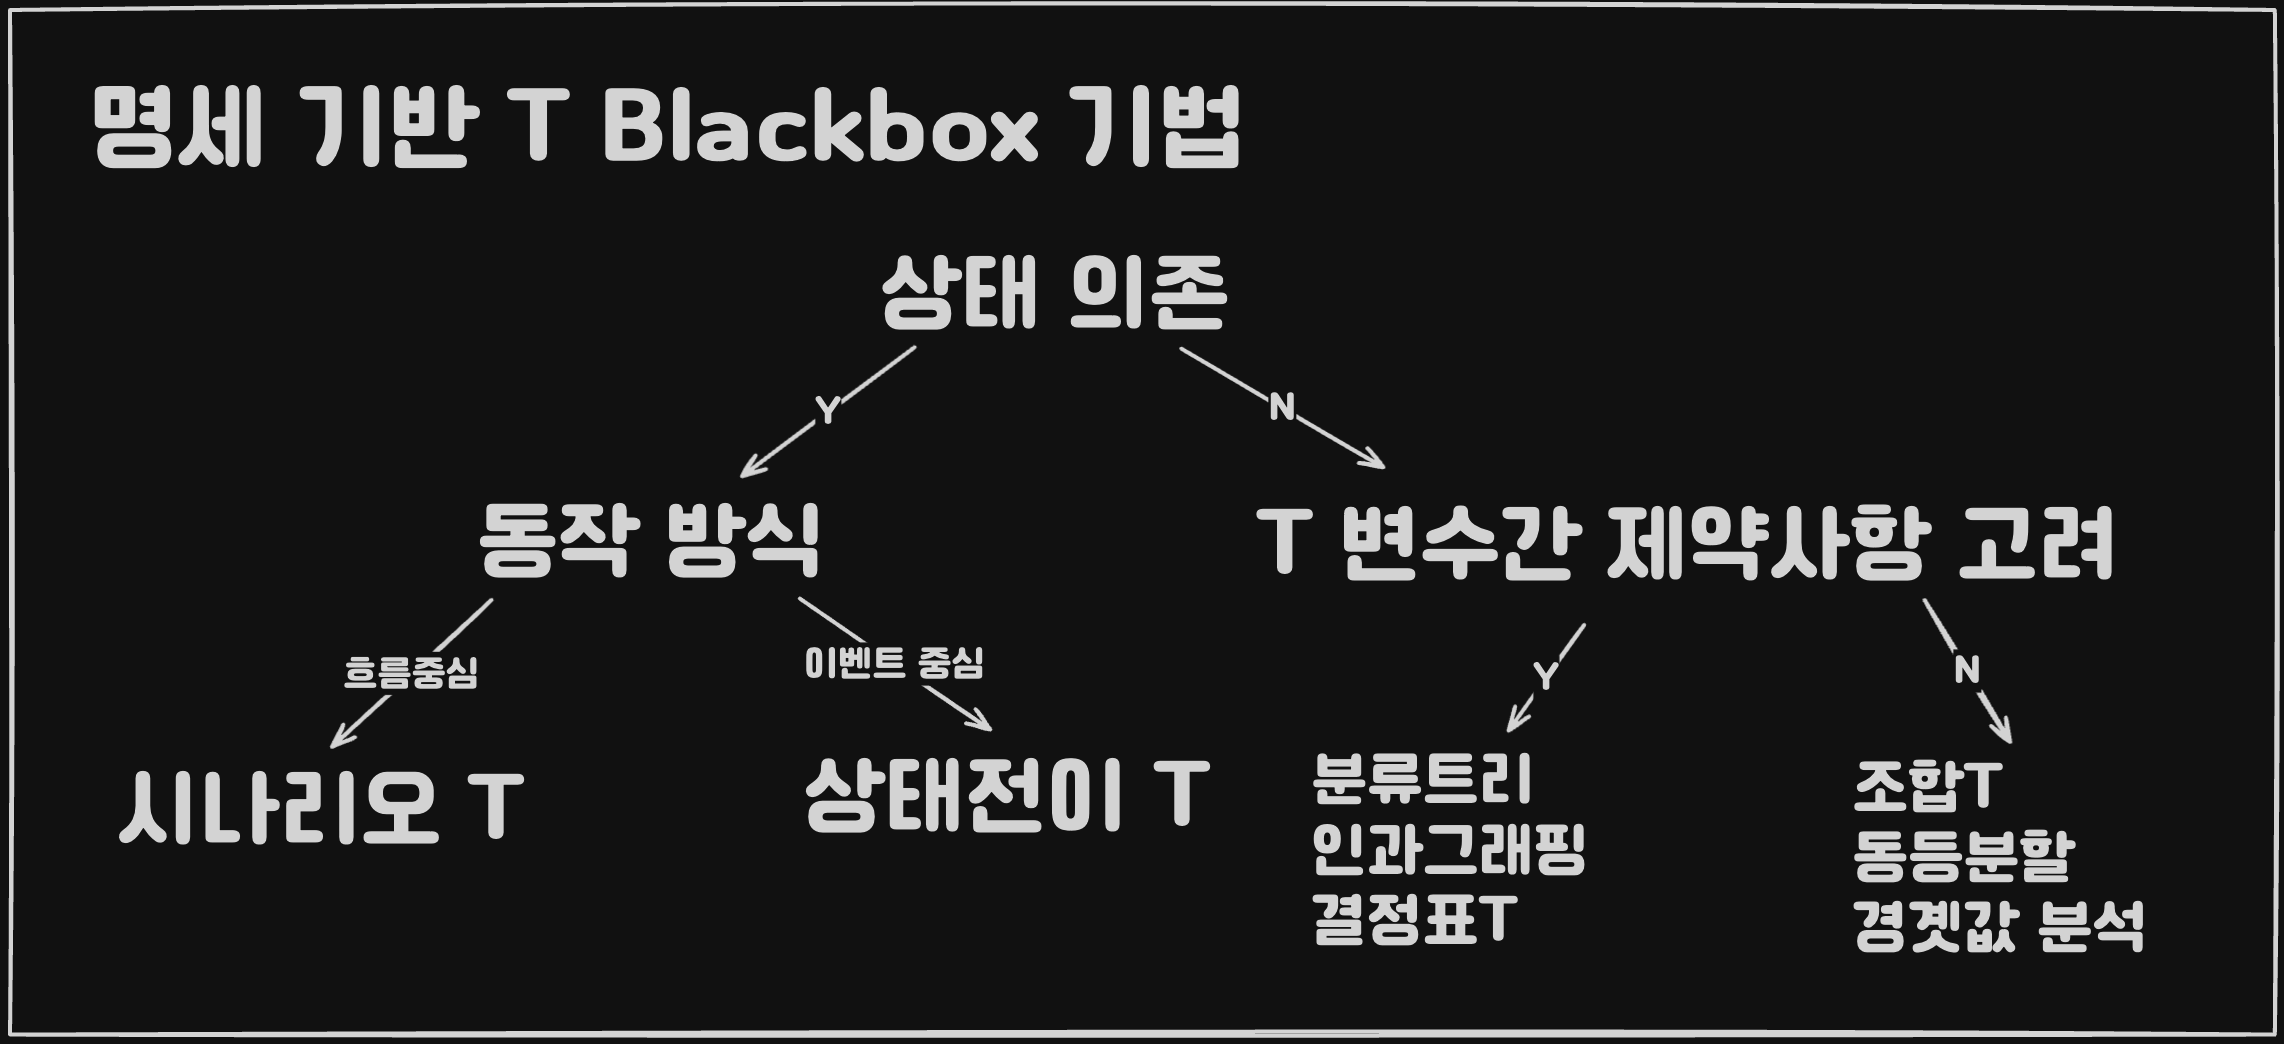 명세 기반 T Blackbox 기법
상태 의존
Y
N
동작 방식
T 변수간 제약사항 고려
흐름중심
이벤트 중심
Y
N
시나리오 T
상태전이 T
분류트리
인과그래핑
결정표T
조합T
동등분할
경곗값 분석